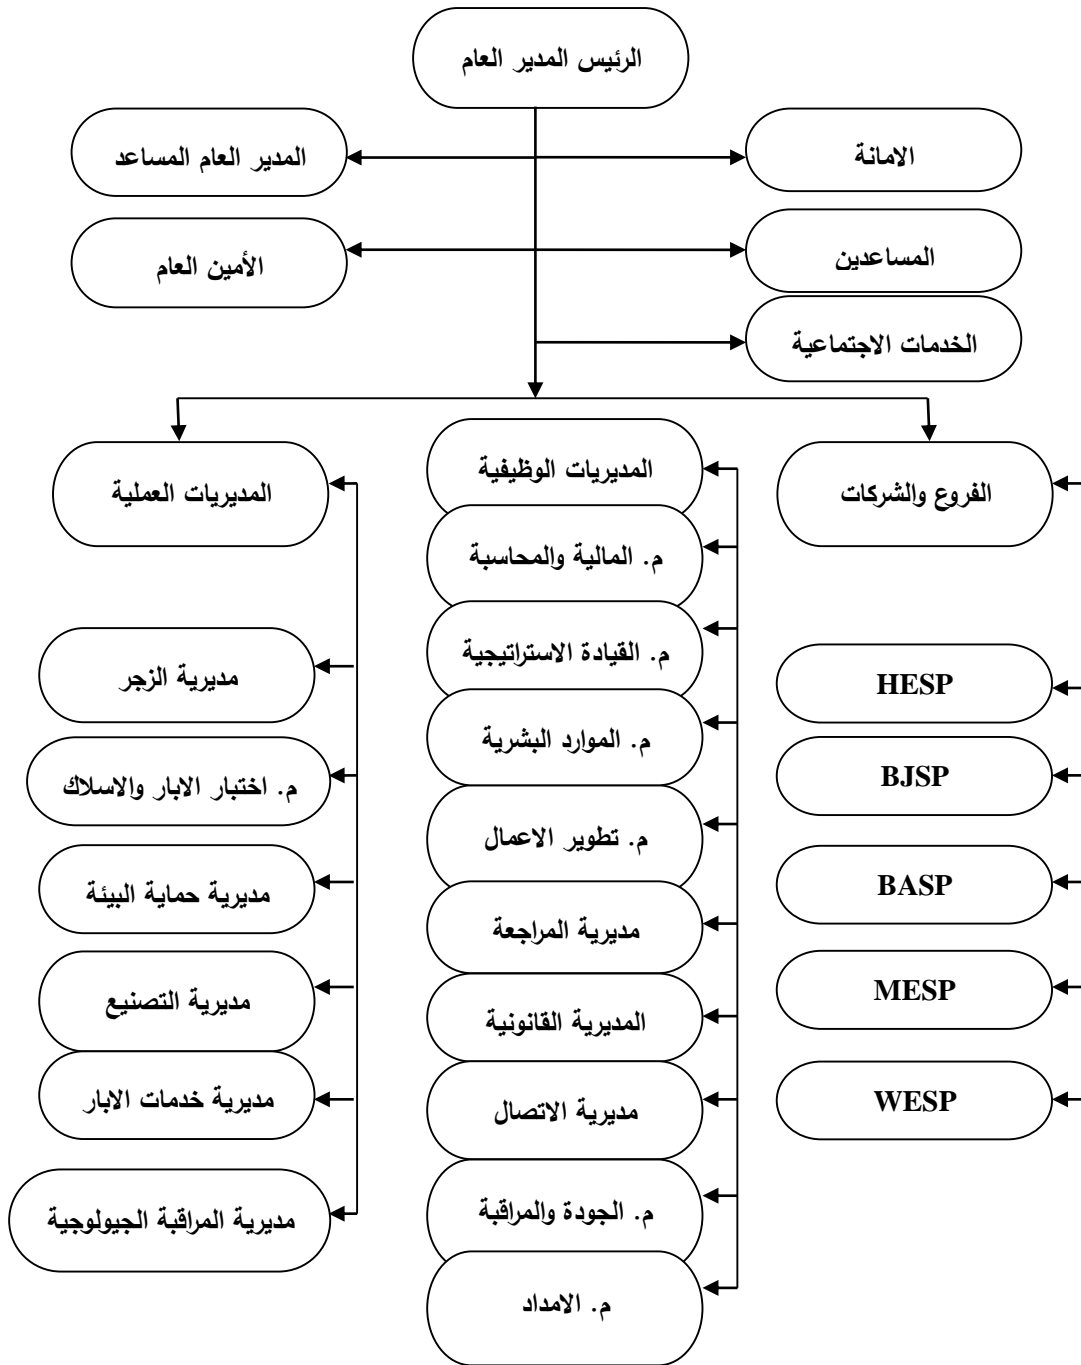 الرئيس المدير العام
الامانة
المدير العام المساعد
المساعدين
الأمين العام
الخدمات الاجتماعية
الفروع والشركات
HESP
BJSP
BASP
MESP
WESP
المديريات الوظيفية
م. المالية والمحاسبة
م. القيادة الاستراتيجية
م. الموارد البشرية
م. تطوير الاعمال
مديرية المراجعة
المديرية القانونية
مديرية الاتصال
م. الجودة والمراقبة
م. الامداد
المديريات العملية
مديرية الزجر
م. اختبار الابار والاسلاك
مديرية حماية البيئة
مديرية التصنيع
مديرية خدمات الابار
مديرية المراقبة الجيولوجية